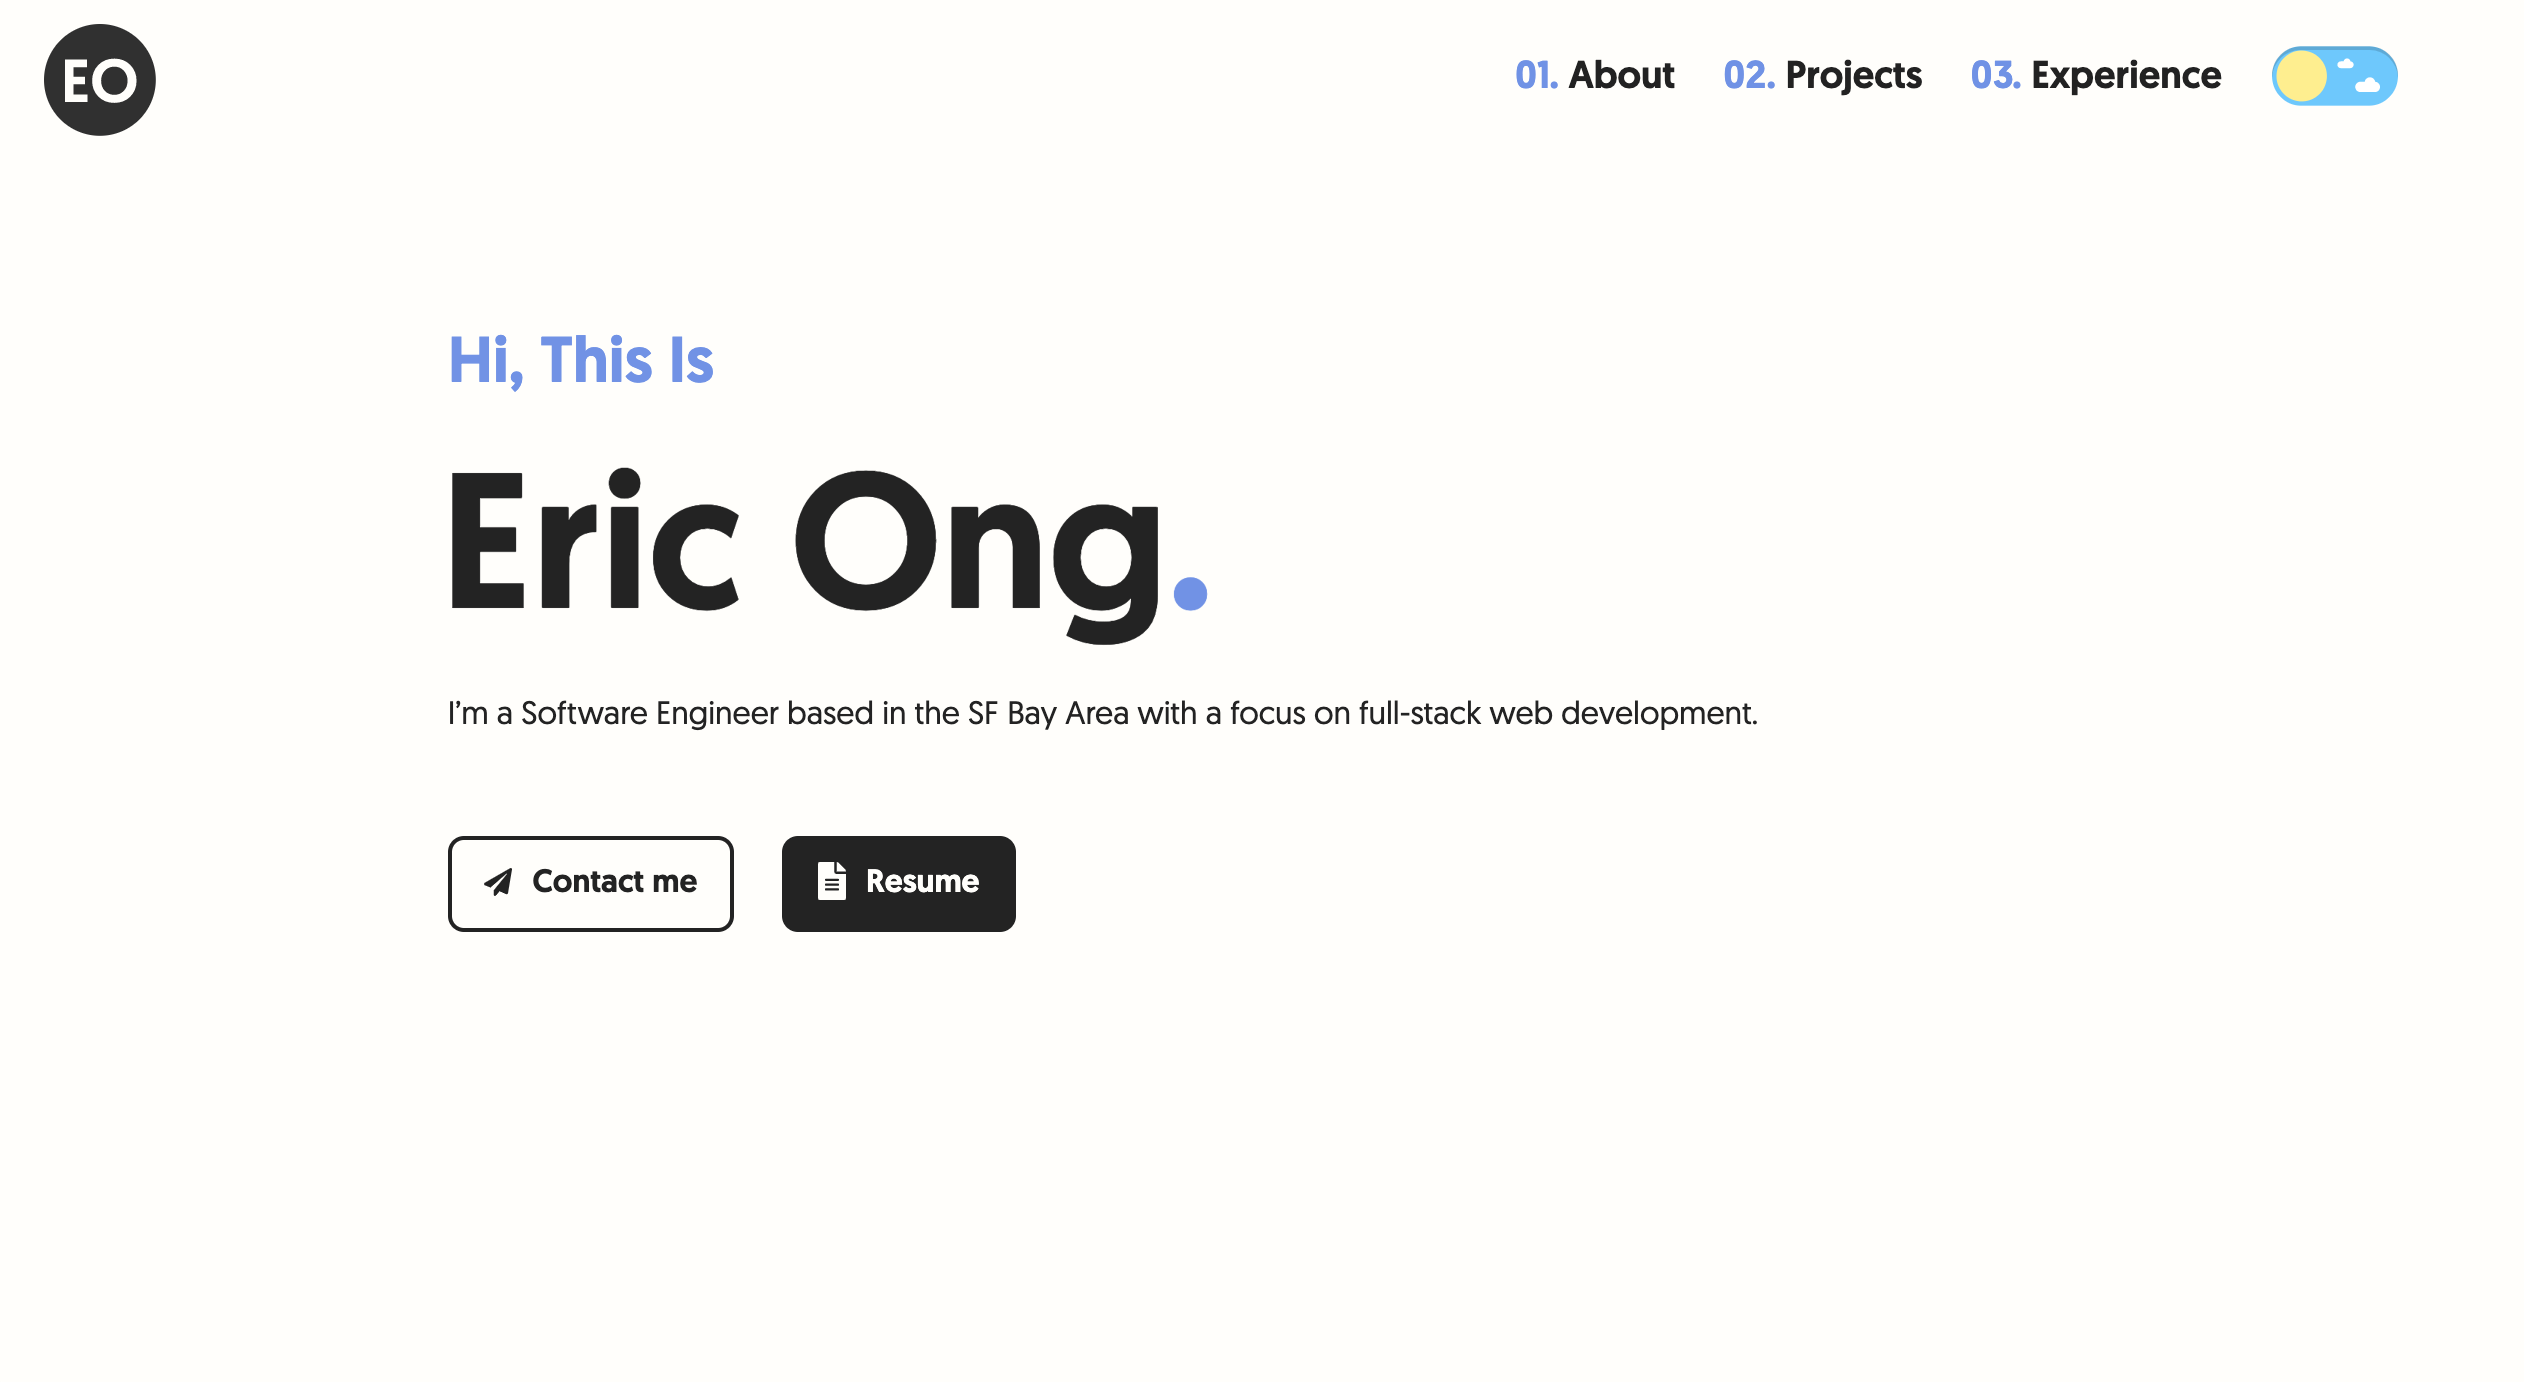 EO
01. About 02. Projects 03. Experience
Hi, This Is
Eric Ong.
I’m a Software Engineer based in the SF Bay Area with a focus on full-stack web development.
Contact me Resume